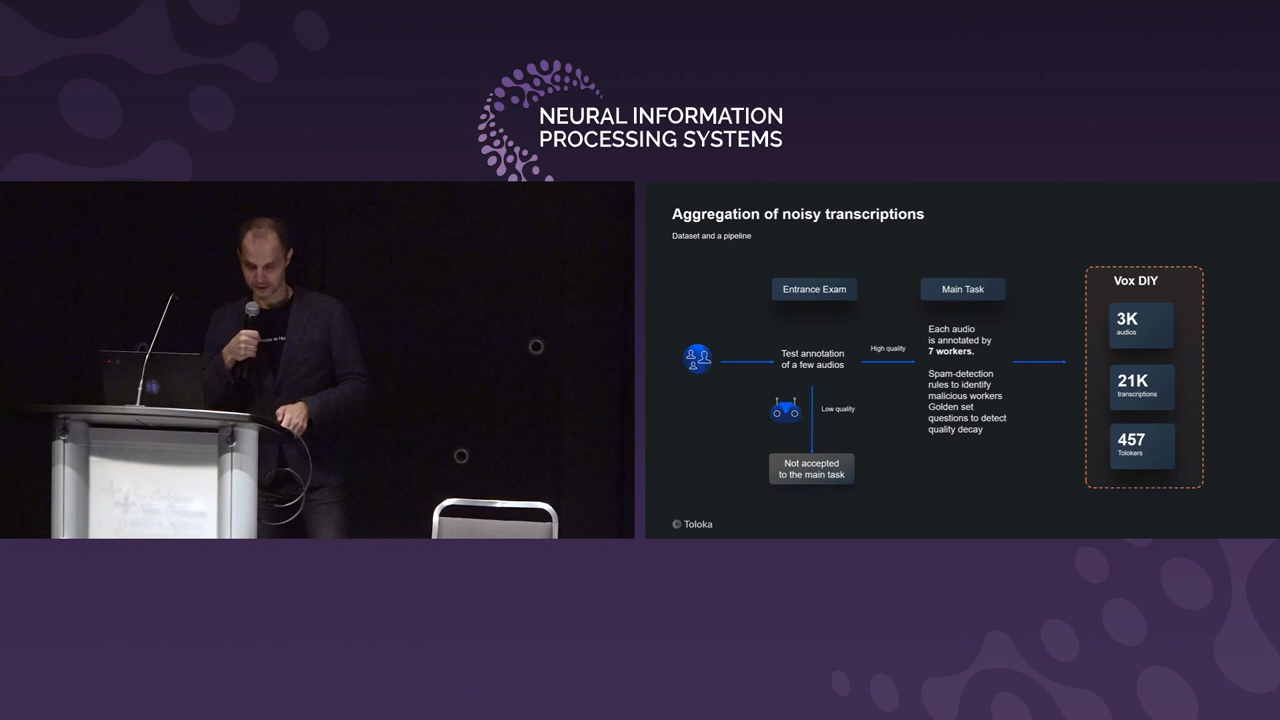 NEURAL INFORMATION
PROCESSING SYSTEMS
Aggregation of noisy transcriptions
Dataset and a pipeline
Entrance Exam
Main Task
Vox DIY
Test annotation
of a few audios
High quality
Low quality
Not accepted
to the main task
Each audio
is annotated by
7 workers.
Spam-detection
rules to identify
malicious workers
Golden set
questions to detect
quality decay
3K
audios
21K
transcriptions
457
Tolokers
Toloka